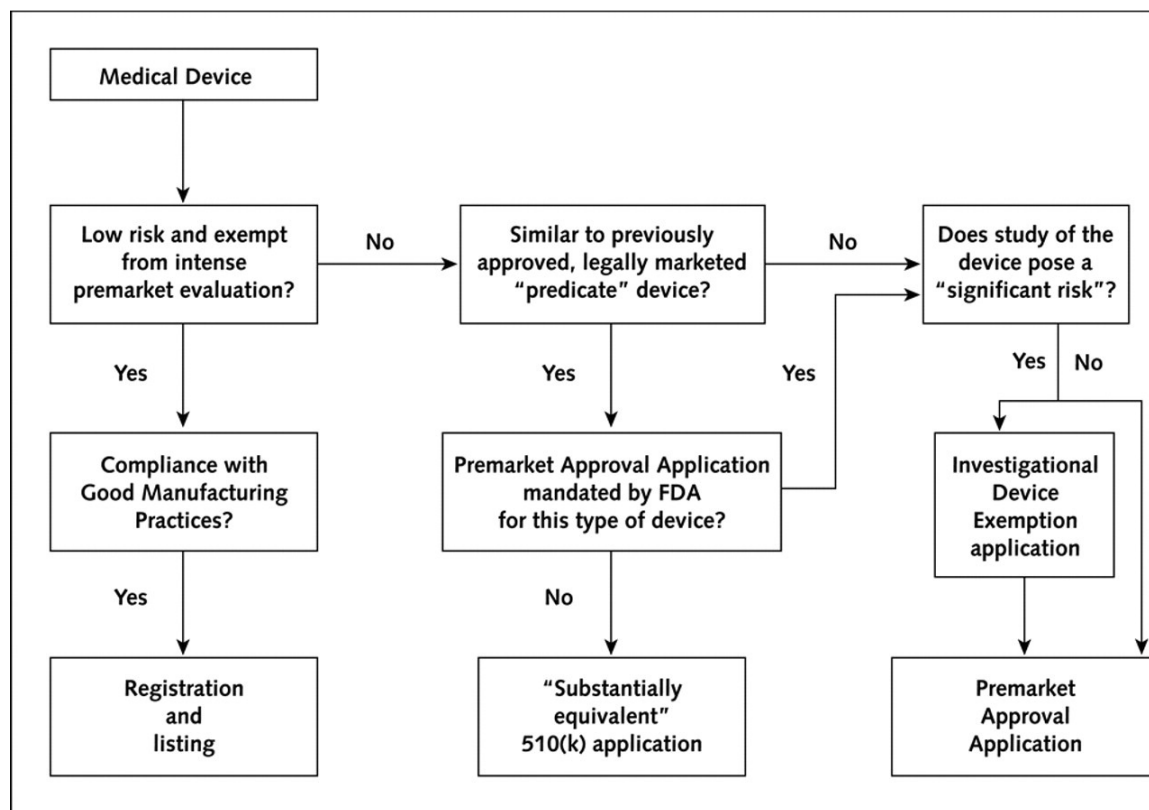 Medical Device
Low risk and exempt
from intense
premarket evaluation?
No
Similar to previously
approved, legally marketed
“predicate” device?
No
Does study of the
device pose a
“significant risk”?
Yes
Yes
Yes
Yes
No
Compliance with
Good Manufacturing
Practices?
Premarket Approval Application
mandated by FDA
for this type of device?
Investigational
Device
Exemption
application
Yes
No
Registration
and
listing
“Substantially
equivalent”
510(k) application
Premarket
Approval
Application